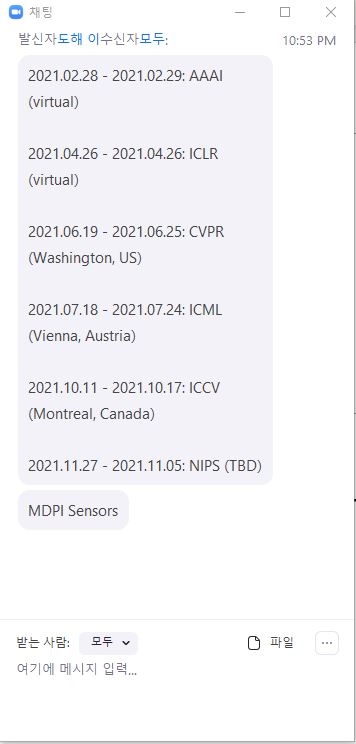 채팅
발신자도해 이수신자모두:
10:53 PM
2021.02.28 - 2021.02.29: AAAI
(virtual)
2021.04.26 - 2021.04.26: ICLR
(virtual)
2021.06.19 - 2021.06.25: CVPR
(Washington, US)
2021.07.18 - 2021.07.24: ICML
(Vienna, Austria)
2021.10.11 - 2021.10.17: ICCV
(Montreal, Canada)
2021.11.27 - 2021.11.05: NIPS (TBD)
MDPI Sensors
받는 사람: 모두 파일
여기에 메시지 입력...